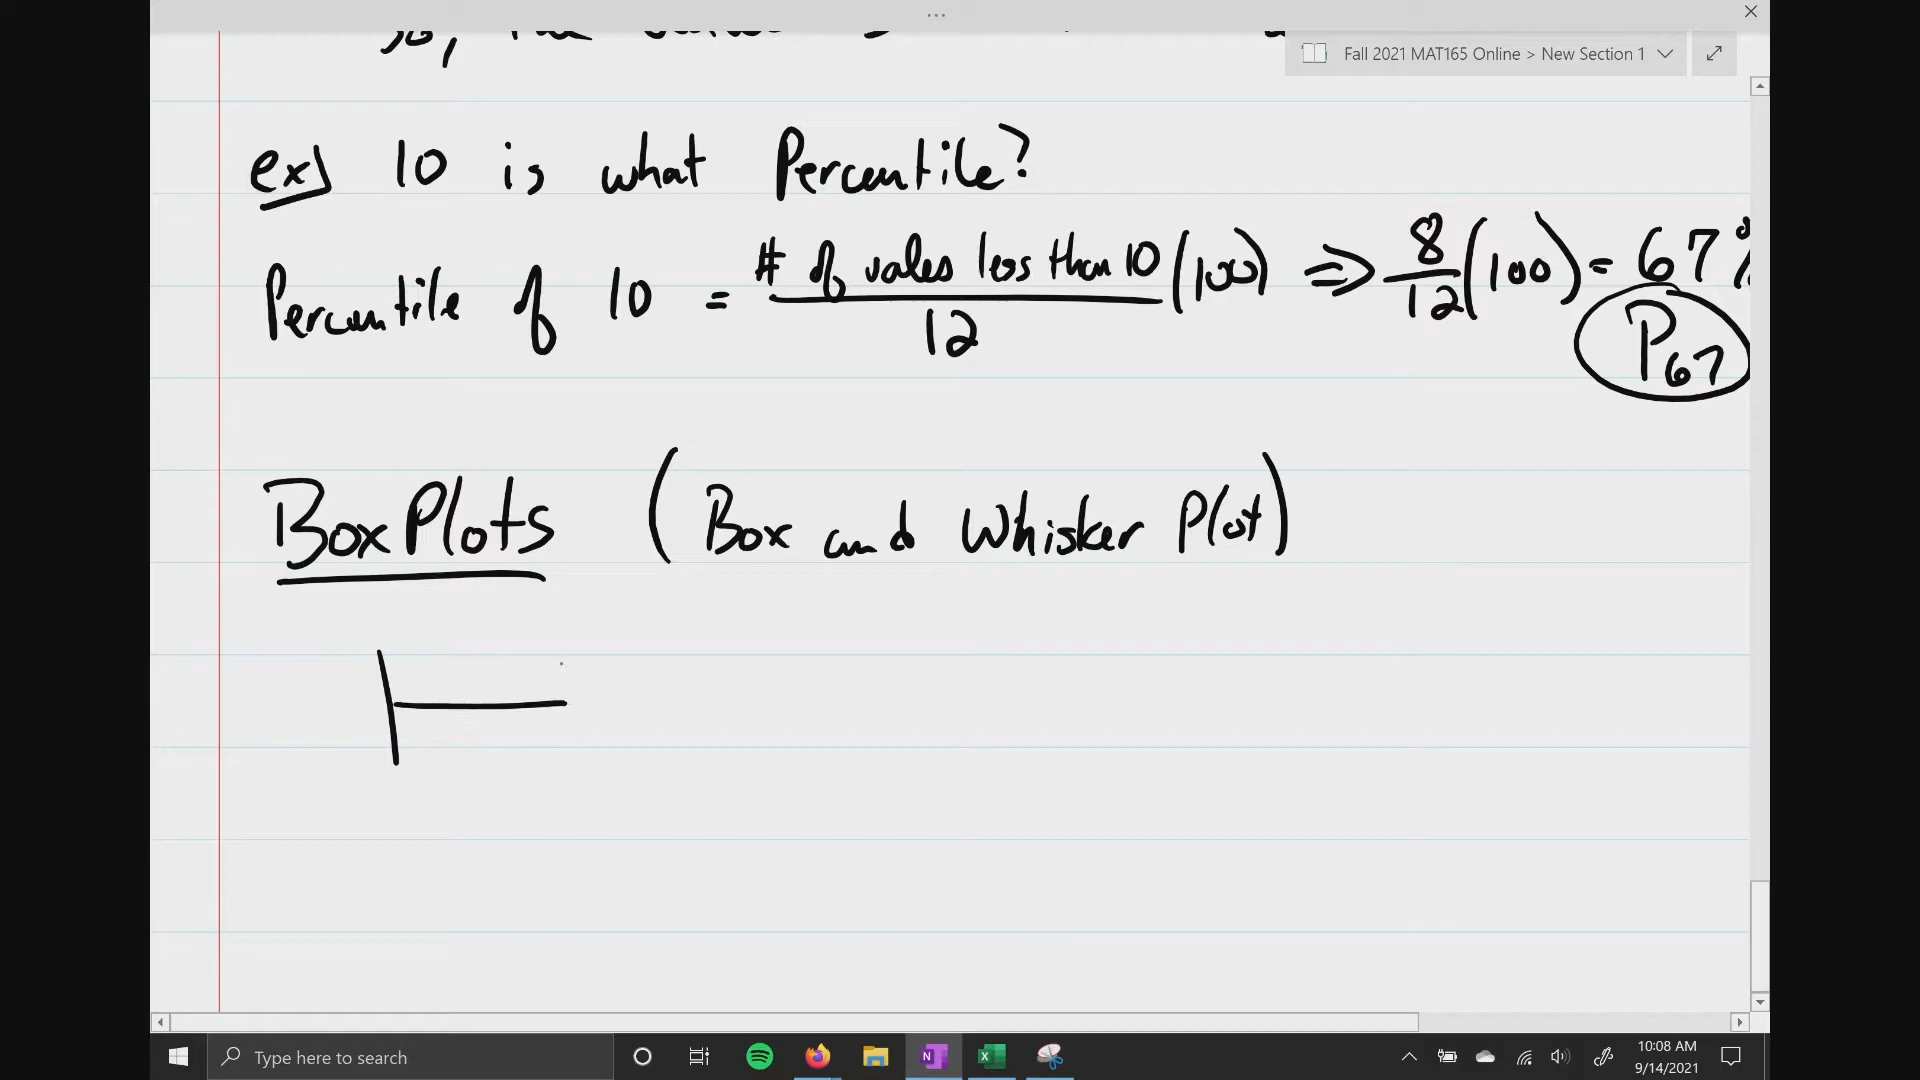 Fall 2021 MAT165 Online > New Section 1
so, the
ex) 10 is what Percentile?
Percentile of 10 = # of vales less than 10 / 12 (100) ⇒ 8/12 (100) = 67%
P67
Box Plots (Box and Whisker Plot)
Type here to search
10:08 AM
9/14/2021